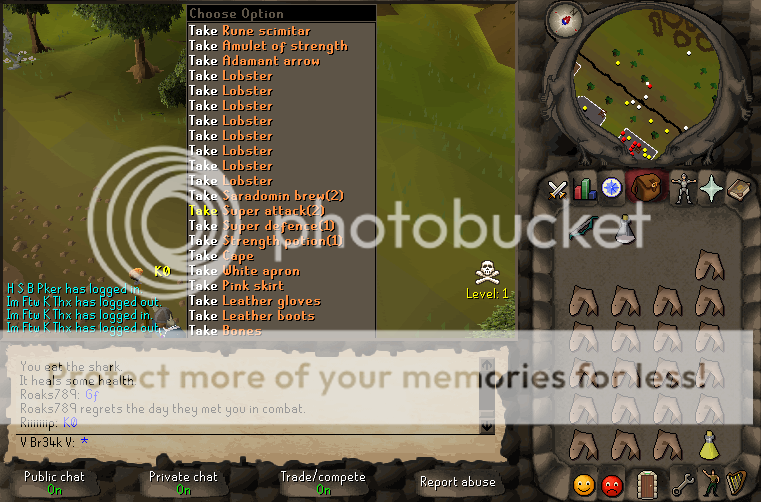 Choose Option
Take Rune scimitar
Take Amulet of strength
Take Adamant arrow
Take Lobster
Take Lobster
Take Lobster
Take Lobster
Take Lobster
Take Lobster
Take Lobster
Take Lobster
Take Saradomin brew(2)
Take Super attack(2)
Take Super defence(1)
Take Strength potion(1)
Take Cape
Take White apron
Take Pink skirt
Take Leather gloves
Take Leather boots
Take Bones
photobucket
K0
Level: 1
H S B Pker has logged in.
Im Ftw K Thx has logged out.
Im Ftw K Thx has logged in.
Im Ftw K Thx has logged out.
You eat the shark.
It heals some health.
Roaks789: Gf
Roaks789 regrets the day they met you in combat.
Riiiiiip: K0
V Br34k V: *
Protect more of your memories for less!
Public chat
On
Private chat
On
Trade/compete
On
Report abuse